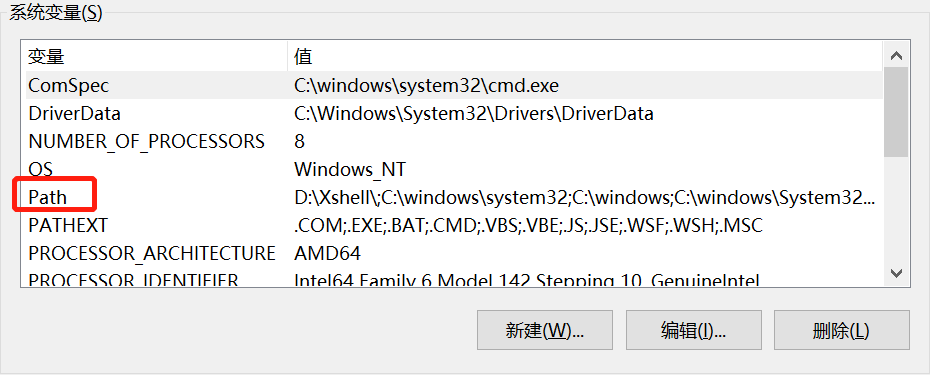 系统变量(S)
变量 值
ComSpec C:\windows\system32\cmd.exe
DriverData C:\Windows\System32\Drivers\DriverData
NUMBER_OF_PROCESSORS 8
OS Windows_NT
Path D:\Xshell\;C:\windows\system32;C:\windows;C:\windows\System32...
PATHEXT .COM;.EXE;.BAT;.CMD;.VBS;.VBE;.JS;.JSE;.WSF;.WSH;.MSC
PROCESSOR_ARCHITECTURE AMD64
PROCESSOR_IDENTIFIER Intel64 Family 6 Model 142 Stepping 10, GenuineIntel
新建(W)... 编辑(I)... 删除(L)